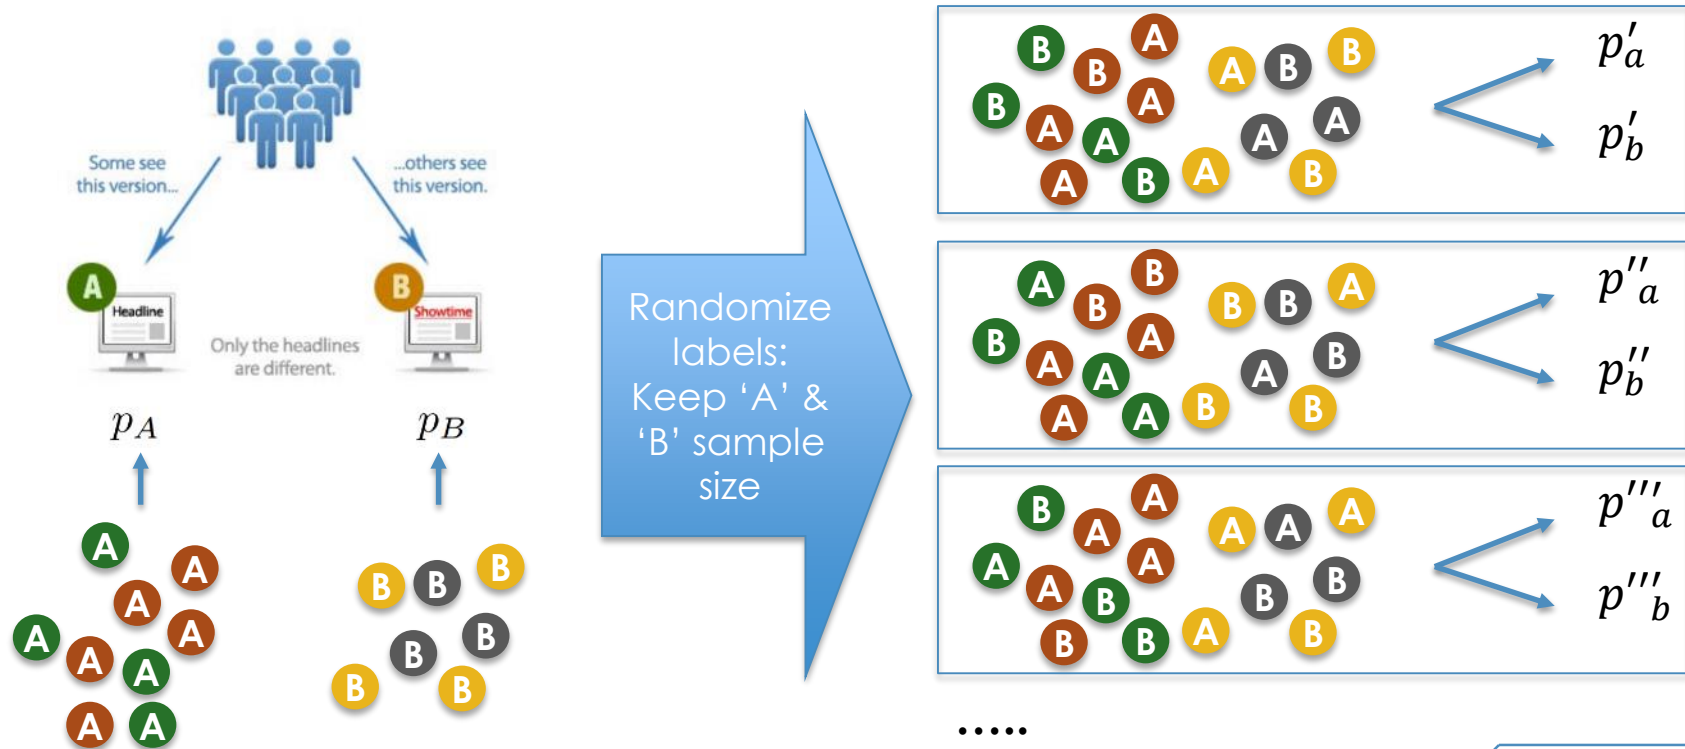 Some see
this version...
...others see
this version.
A
Headline
B
Showtime
Only the headlines
are different.
p_A
p_B
A
A
A
A
A
A
A
A
A
B
B
B
B
B
B
B
Randomize
labels:
Keep ‘A’ &
‘B’ sample
size
B
B
A
B
A
A
A
B
A
A
B
A
B
B
A
A
A
B
p'_a
p'_b
A
B
B
B
A
A
A
A
A
B
B
A
B
A
B
B
p''_a
p''_b
B
A
A
A
A
A
B
B
B
A
A
A
B
B
A
B
p'''_a
p'''_b
.....